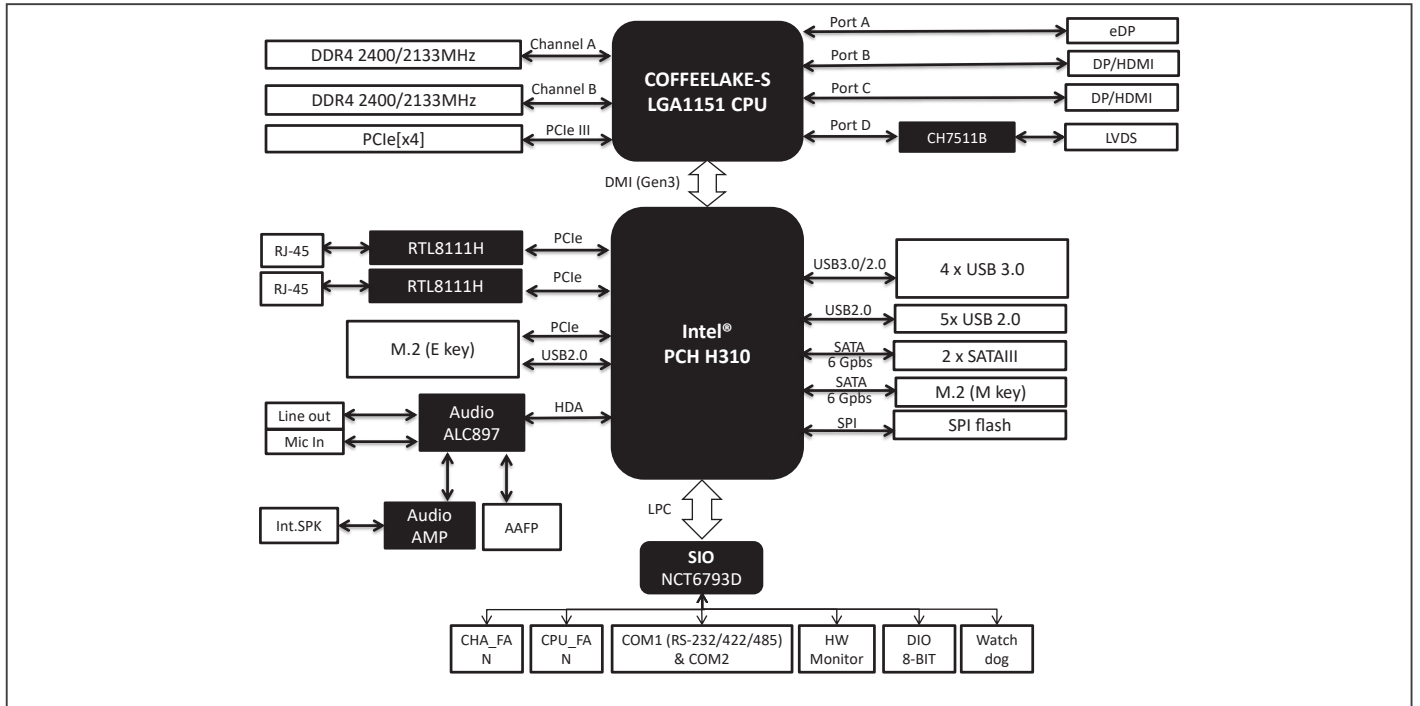 Port A
eDP
DDR4 2400/2133MHz
Channel A
COFFEELAKE-S
LGA1151 CPU
Port B
DP/HDMI
DDR4 2400/2133MHz
Channel B
Port C
DP/HDMI
PCIe[x4]
PCIe III
Port D
CH7511B
LVDS
DMI (Gen3)
RJ-45
RTL8111H
PCIe
RJ-45
RTL8111H
PCIe
M.2 (E key)
PCIe
USB2.0
Intel®
PCH H310
USB3.0/2.0
4 x USB 3.0
USB2.0
5x USB 2.0
SATA
6 Gpbs
2 x SATAIII
SATA
6 Gpbs
M.2 (M key)
SPI
SPI flash
Line out
Mic In
Audio
ALC897
HDA
Int.SPK
Audio
AMP
AAFP
LPC
SIO
NCT6793D
CHA_FA
N
CPU_FA
N
COM1 (RS-232/422/485)
& COM2
HW
Monitor
DIO
8-BIT
Watch
dog